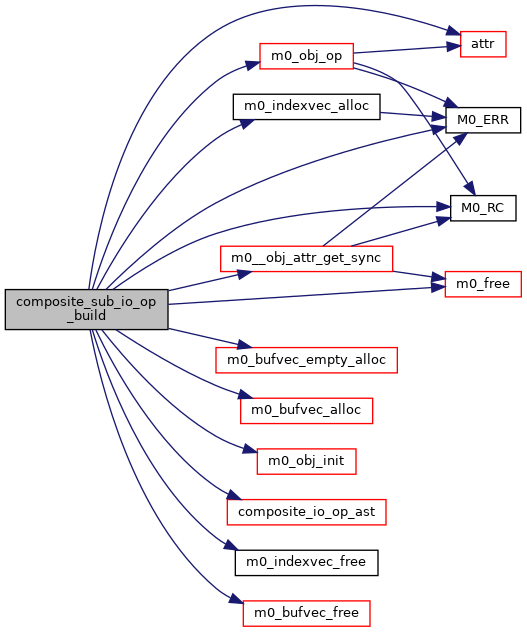 attr
m0_obj_op
m0_indexvec_alloc
M0_ERR
M0_RC
m0__obj_attr_get_sync
m0_free
composite_sub_io_op
_build
m0_bufvec_empty_alloc
m0_bufvec_alloc
m0_obj_init
composite_io_op_ast
m0_indexvec_free
m0_bufvec_free